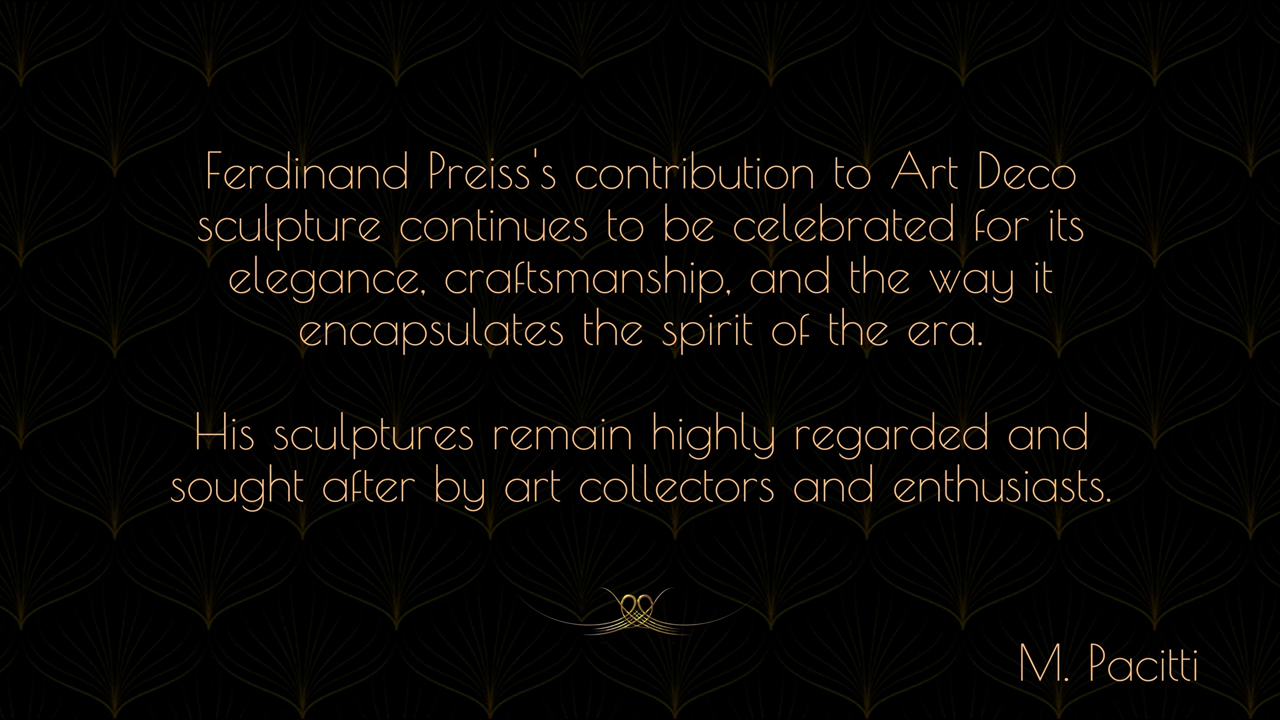 Ferdinand Preiss's contribution to Art Deco
sculpture continues to be celebrated for its
elegance, craftsmanship, and the way it
encapsulates the spirit of the era.
His sculptures remain highly regarded and
sought after by art collectors and enthusiasts.
M. Pacitti